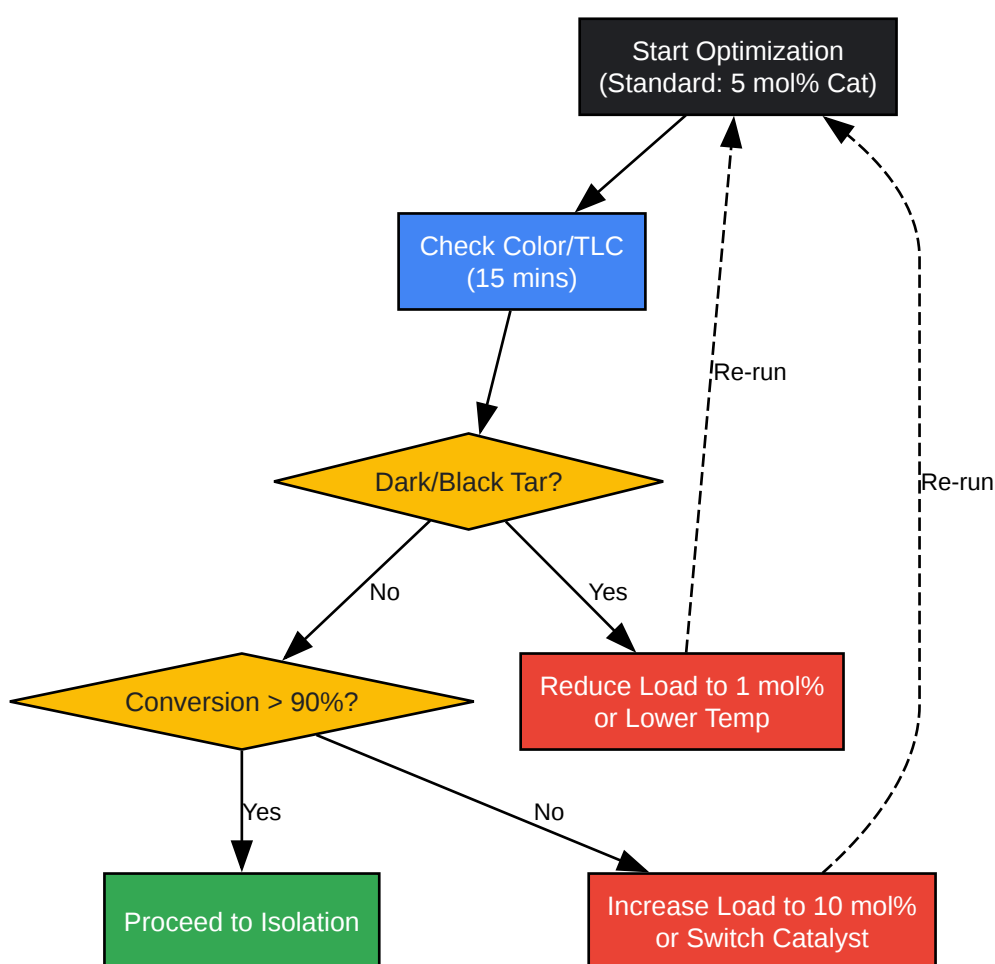 Start Optimization
(Standard: 5 mol% Cat)
Check Color/TLC
(15 mins)
Re-run
Dark/Black Tar?
Re-run
No
Yes
Reduce Load to 1 mol%
or Lower Temp
Conversion > 90%?
Yes
No
Proceed to Isolation
Increase Load to 10 mol%
or Switch Catalyst